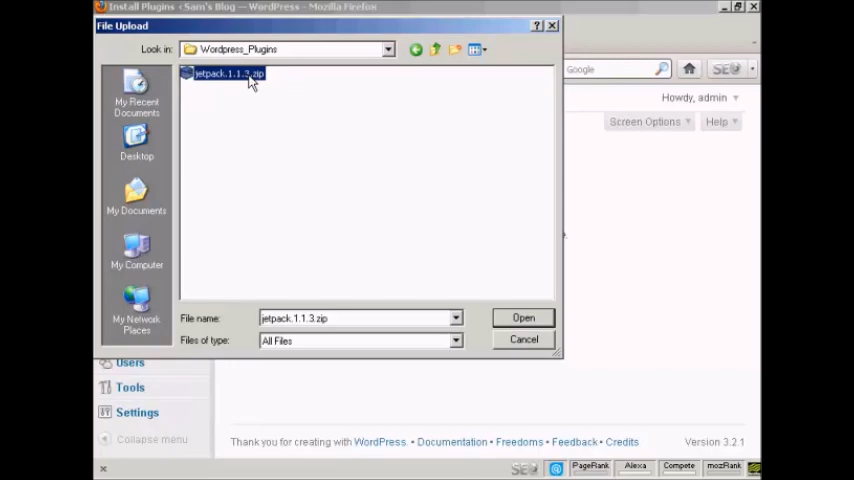 Install Plugins ‹ Sam's Blog — WordPress - Mozilla Firefox
File Upload
Look in:
Wordpress_Plugins
jetpack.1.1.3.zip
My Recent
Documents
Desktop
My Documents
My Computer
My Network
Places
File name:
jetpack.1.1.3.zip
Open
Files of type:
All Files
Cancel
Google
SEO
Howdy, admin
Screen Options
Help
Users
Tools
Settings
Collapse menu
Thank you for creating with WordPress. • Documentation • Freedoms • Feedback • Credits
Version 3.2.1
SEO
PageRank
Alexa
Compete
mozRank